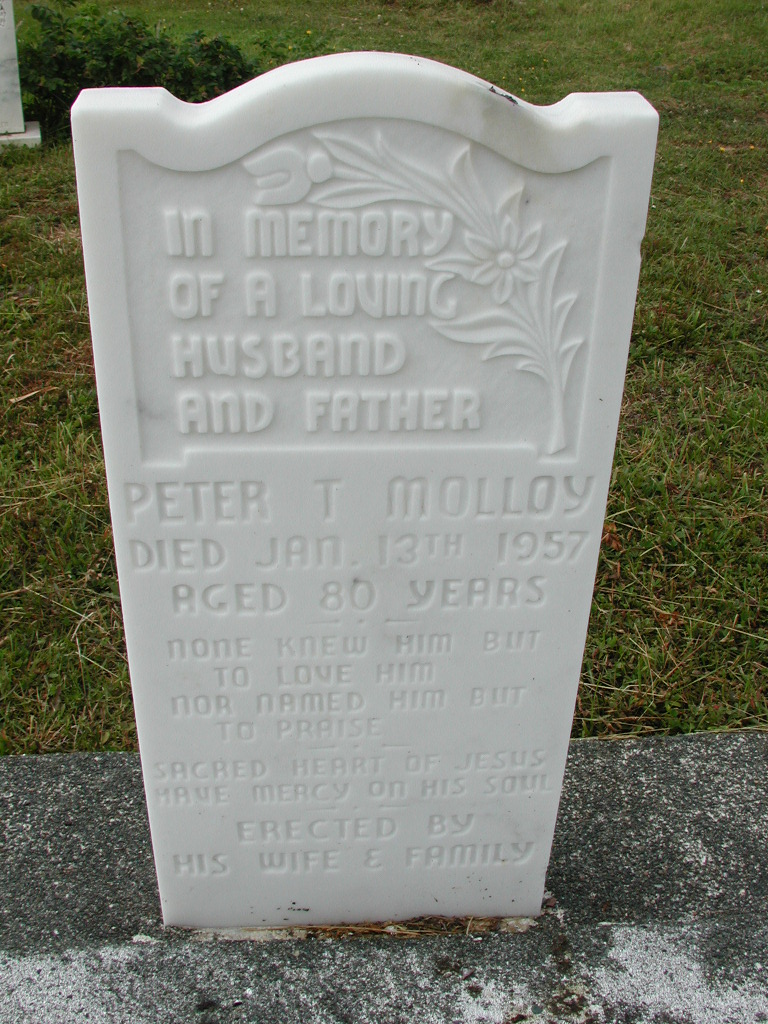 IN MEMORY
OF A LOVING
HUSBAND
AND FATHER
PETER T MOLLOY
DIED JAN. 13TH 1957
AGED 80 YEARS
NONE KNEW HIM BUT
TO LOVE HIM
NOR NAMED HIM BUT
TO PRAISE
SACRED HEART OF JESUS
HAVE MERCY ON HIS SOUL
ERECTED BY
HIS WIFE & FAMILY